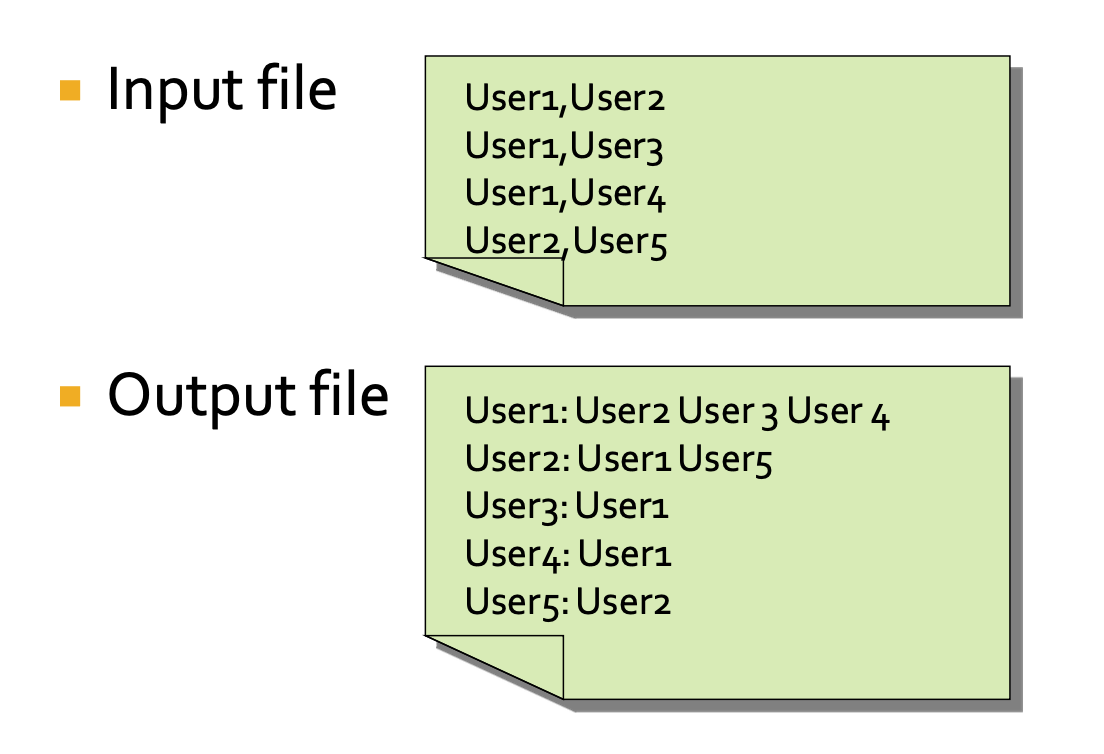 Input file
User1,User2
User1,User3
User1,User4
User2,User5
Output file
User1: User2 User 3 User 4
User2: User1 User5
User3: User1
User4: User1
User5: User2